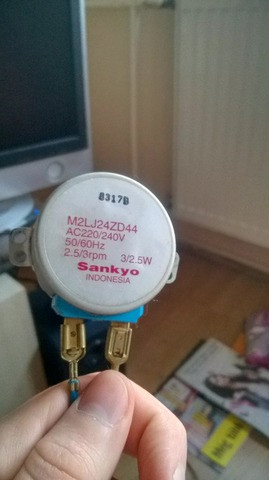 8317B
M2LJ24ZD44
AC220/240V
50/60Hz
2.5/3rpm 3/2.5W
Sankyo
INDONESIA